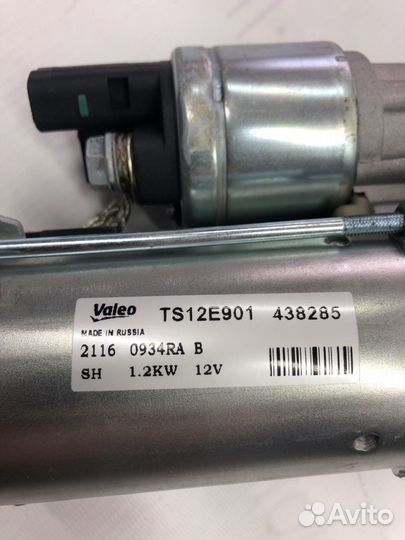 Valeo TS12E901 438285
MADE IN RUSSIA
2116 0934RA B
SH 1.2KW 12V
Avito